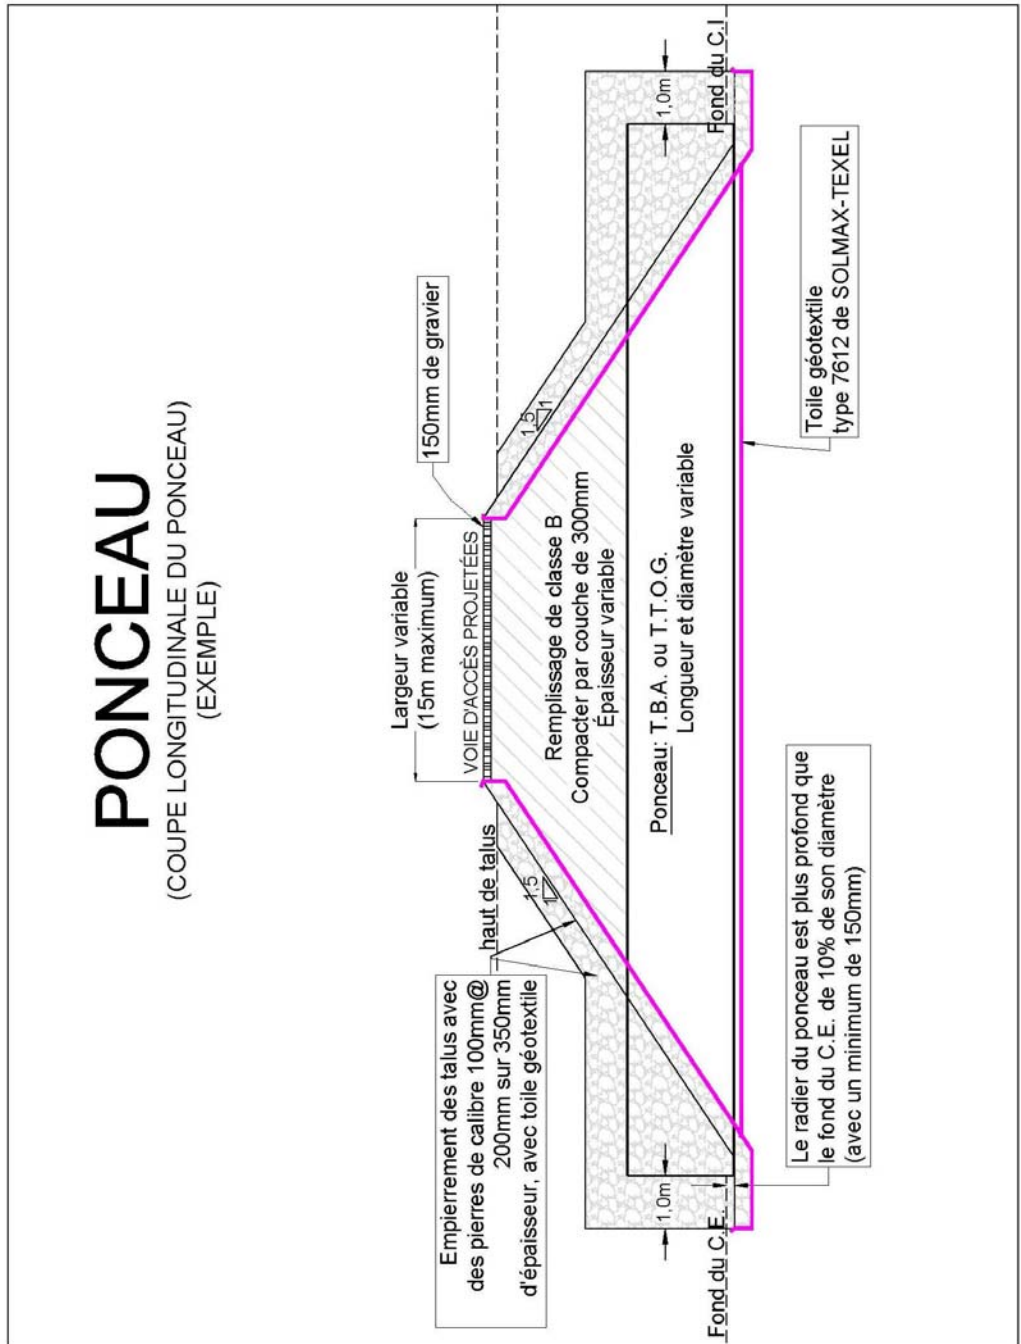 PONCEAU
(COUPE LONGITUDINALE DU PONCEAU)
(EXEMPLE)
Largeur variable
(15m maximum)
150mm de gravier
VOIE D'ACCÈS PROJETÉES
haut de talus
Empierrement des talus avec
des pierres de calibre 100mm@
200mm sur 350mm
d'épaisseur, avec toile géotextile
1.5
1
1.5
1
Remplissage de classe B
Compacter par couche de 300mm
Épaisseur variable
Ponceau: T.B.A. ou T.T.O.G.
Longueur et diamètre variable
1,0m
1,0m
Fond du C.E.
Fond du C.I
Le radier du ponceau est plus profond que
le fond du C.E. de 10% de son diamètre
(avec un minimum de 150mm)
Toile géotextile
type 7612 de SOLMAX-TEXEL